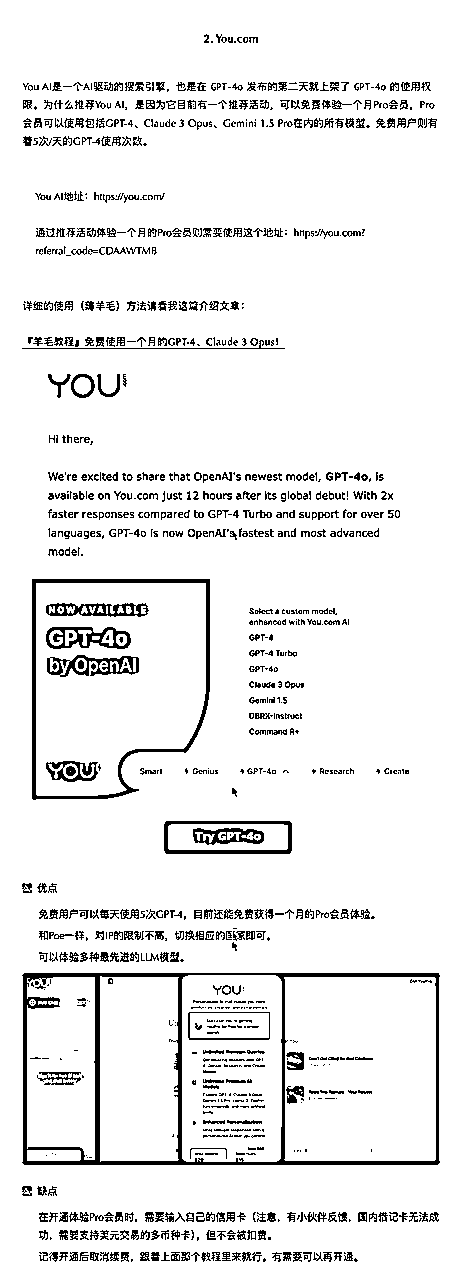 2. You.com
You AI是一个AI驱动的搜索引擎，也是在 GPT-4o 发布的第二天就上架了 GPT-4o 的使用权
限。为什么推荐You AI，是因为它目前有一个推荐活动，可以免费体验一个月Pro会员，Pro
会员可以使用包括GPT-4、Claude 3 Opus、Gemini 1.5 Pro在内的所有模型。免费用户则有
着5次/天的GPT-4使用次数。
You AI地址：https://you.com/
通过推荐活动体验一个月的Pro会员则需要使用这个地址：https://you.com?
referral_code=CDAAWTMB
详细的使用（薅羊毛）方法请看我这篇介绍文章：
『羊毛教程』免费使用一个月的GPT-4、Claude 3 Opus！
YOU
Hi there,
We're excited to share that OpenAI's newest model, GPT-4o, is
available on You.com just 12 hours after its global debut! With 2x
faster responses compared to GPT-4 Turbo and support for over 50
languages, GPT-4o is now OpenAI's fastest and most advanced
model.
NOW AVAILABLE
GPT-4o
by OpenAI
Select a custom model,
enhanced with You.com AI
GPT-4
GPT-4 Turbo
GPT-4o
Claude 3 Opus
Gemini 1.5
DBRX-Instruct
Command R+
YOU
Smart Genius GPT-4o Research Create
Try GPT-4o
优点
免费用户可以每天使用5次GPT-4，目前还能免费获得一个月的Pro会员体验。
和Poe一样，对IP的限制不高，切换相应的国家即可。
可以体验多种最先进的LLM模型。
YOU
Unlimited Premium Queries
Unlimited Premium AI
Models
Enhanced Personalization
缺点
在开通体验Pro会员时，需要输入自己的信用卡（注意，有小伙伴反馈，国内借记卡无法成
功，需要支持美元交易的多币种卡），但不会被扣费。
记得开通后取消续费，跟着上面那个教程里来就行。有需要可以再开通。